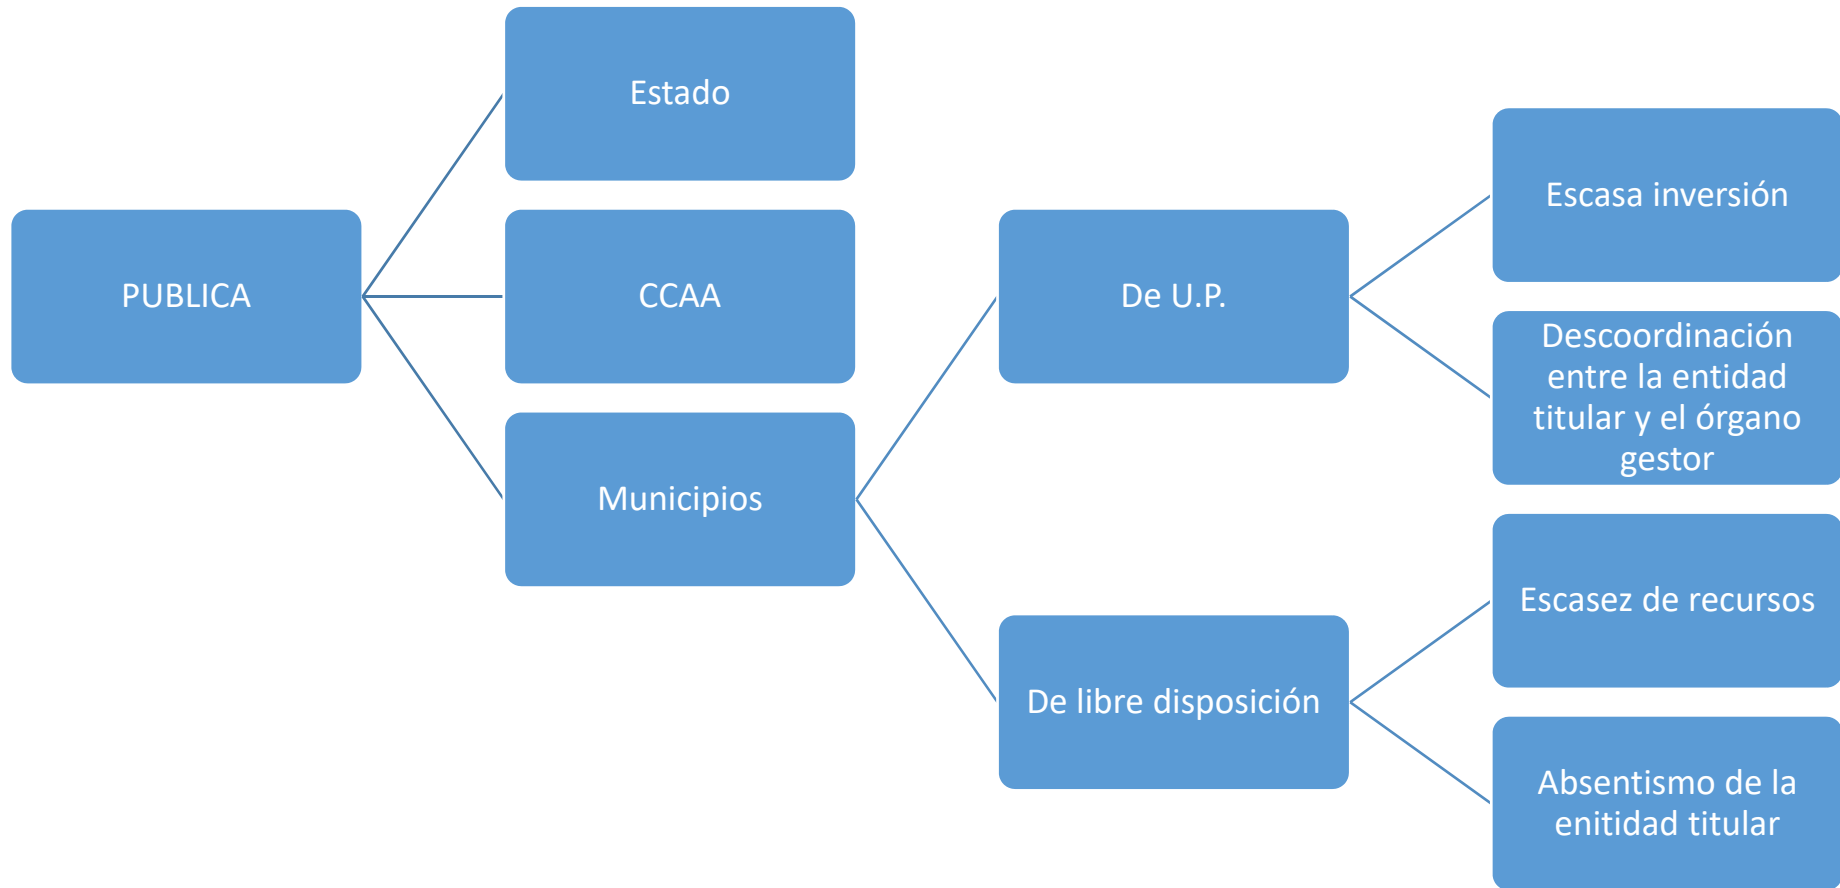 PUBLICA
Estado
CCAA
Municipios
De U.P.
Escasa inversión
Descoordinación
entre la entidad
titular y el órgano
gestor
De libre disposición
Escasez de recursos
Absentismo de la
enitidad titular